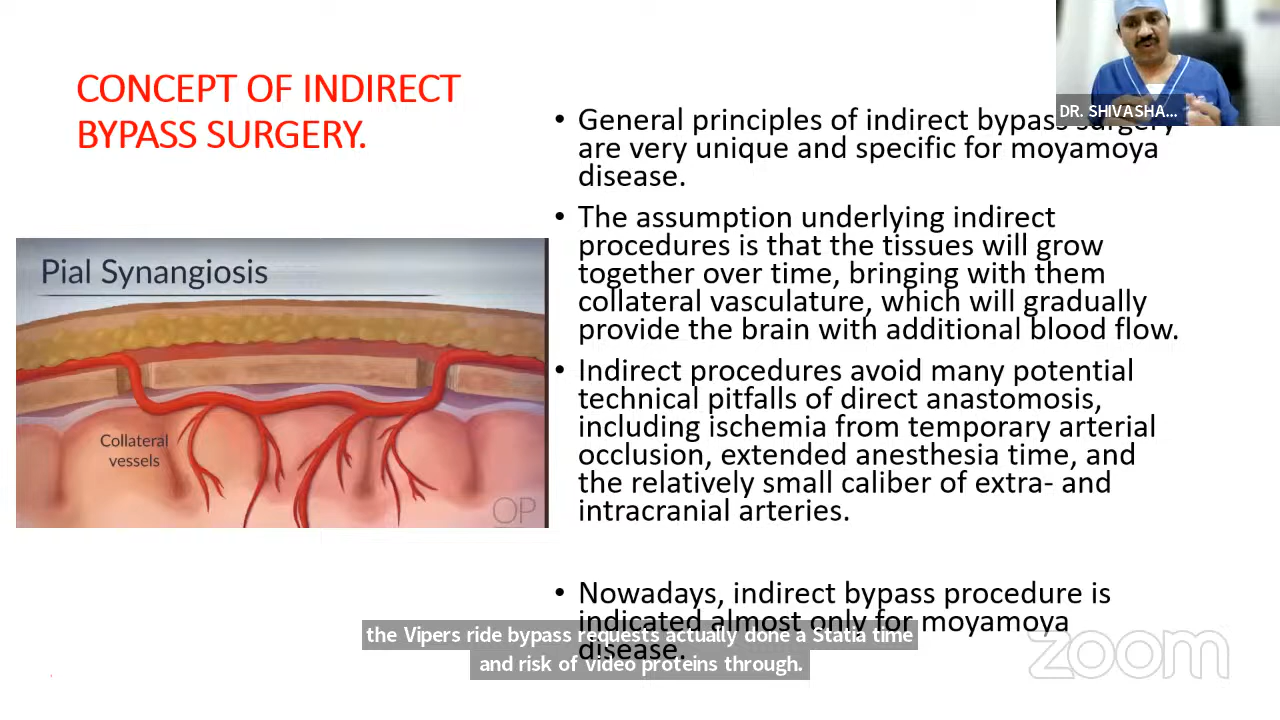 CONCEPT OF INDIRECT
BYPASS SURGERY.
DR. SHIVASHA...
• General principles of indirect bypass surgery
are very unique and specific for moyamoya
disease.
• The assumption underlying indirect
procedures is that the tissues will grow
together over time, bringing with them
collateral vasculature, which will gradually
provide the brain with additional blood flow.
• Indirect procedures avoid many potential
technical pitfalls of direct anastomosis,
including ischemia from temporary arterial
occlusion, extended anesthesia time, and
the relatively small caliber of extra- and
intracranial arteries.
• Nowadays, indirect bypass procedure is
indicated almost only for moyamoya
disease.
Pial Synangiosis
Collateral
vessels
OP
the Vipers ride bypass requests actually done a Statia time
and risk of video proteins through.
zoom